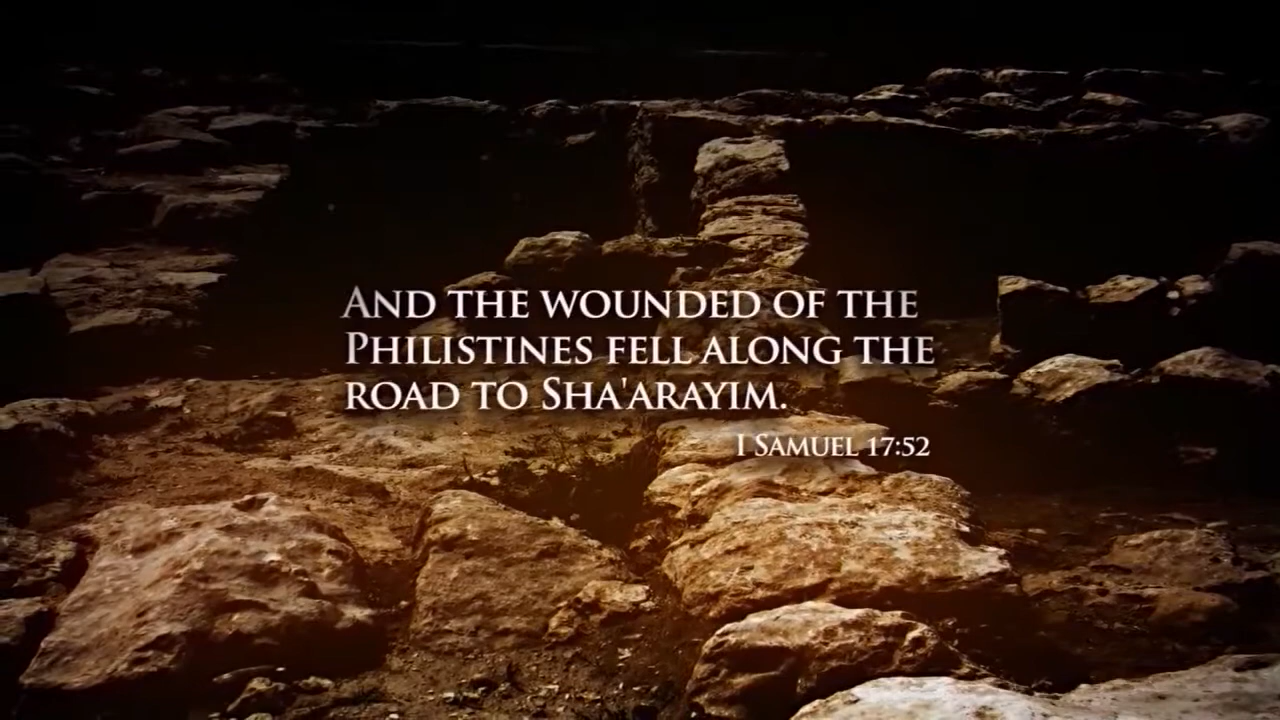 And the wounded of the
Philistines fell along the
road to Sha'arayim.
I Samuel 17:52